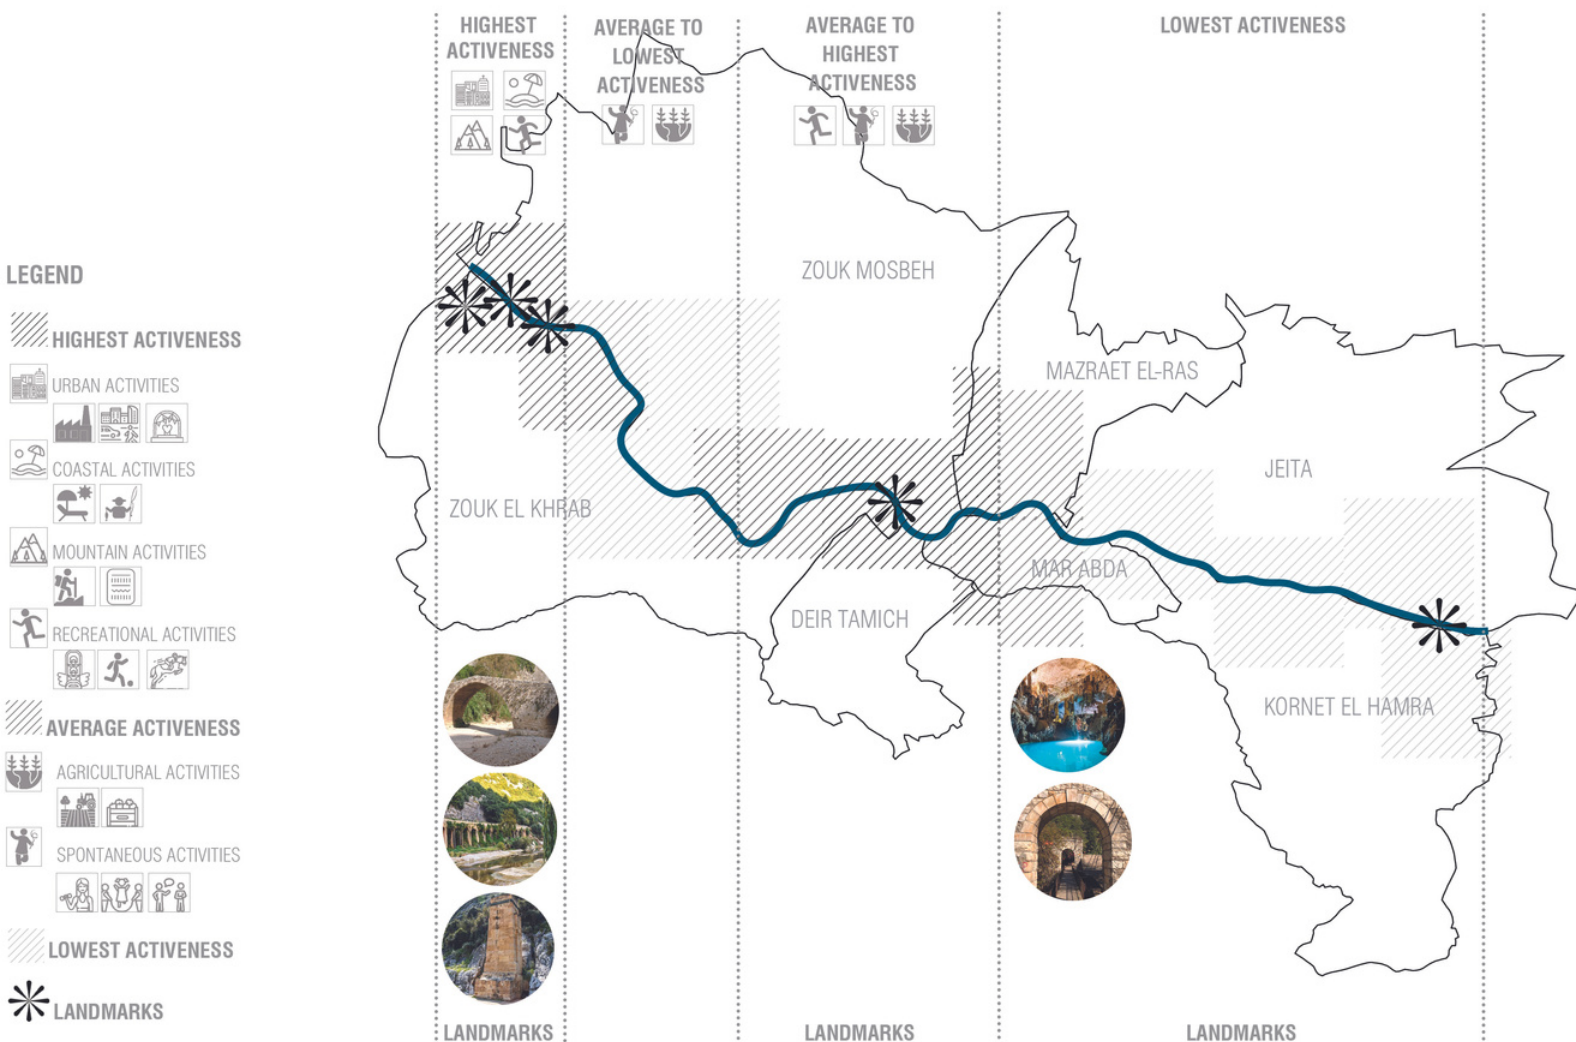 HIGHEST
ACTIVENESS
AVERAGE TO
LOWEST
ACTIVENESS
AVERAGE TO
HIGHEST
ACTIVENESS
LOWEST ACTIVENESS
LEGEND
HIGHEST ACTIVENESS
URBAN ACTIVITIES
COASTAL ACTIVITIES
MOUNTAIN ACTIVITIES
RECREATIONAL ACTIVITIES
AVERAGE ACTIVENESS
AGRICULTURAL ACTIVITIES
SPONTANEOUS ACTIVITIES
LOWEST ACTIVENESS
LANDMARKS
ZOUK MOSBEH
MAZRAET EL-RAS
JEITA
ZOUK EL KHRAB
MAR ABDA
DEIR TAMICH
KORNET EL HAMRA
LANDMARKS
LANDMARKS
LANDMARKS